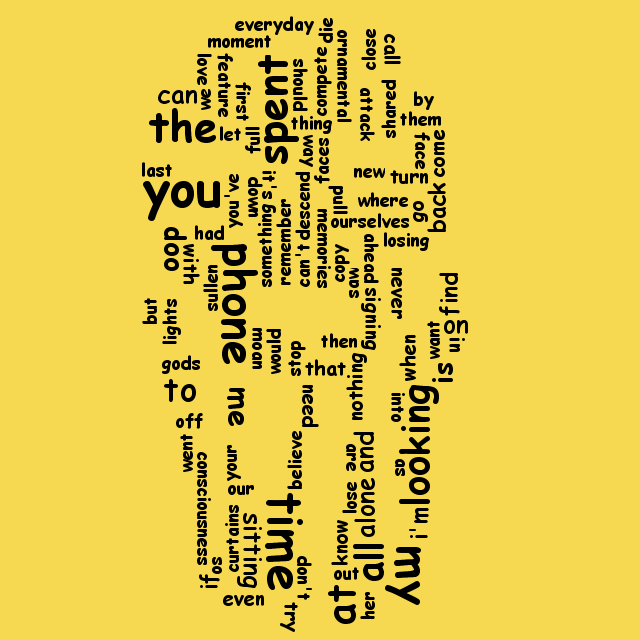 everyday
moment
die
ornamental
close
call
love
we
feature
first
spent
should
compete
can
attack
shared
by
them
the
let
full
thing
way
faces
face
come
last
you
you've
down
it's
something
remember
descend
can't
memories
pull
new
turn
where
ourselves
go
back
losing
ooo
had
with
sullen
phone
copy
saw
ahead
signing
never
find
on
in
want
is
but
lights
gods
to
off
me
moan
would
stop
then
that
nothing
need
when
into
looking
as
i'm
my
went
consciousness
your
our
curtains
sitting
believe
time
are
lose
and
alone
know
out
all
at
her
if
os
even
don't
try